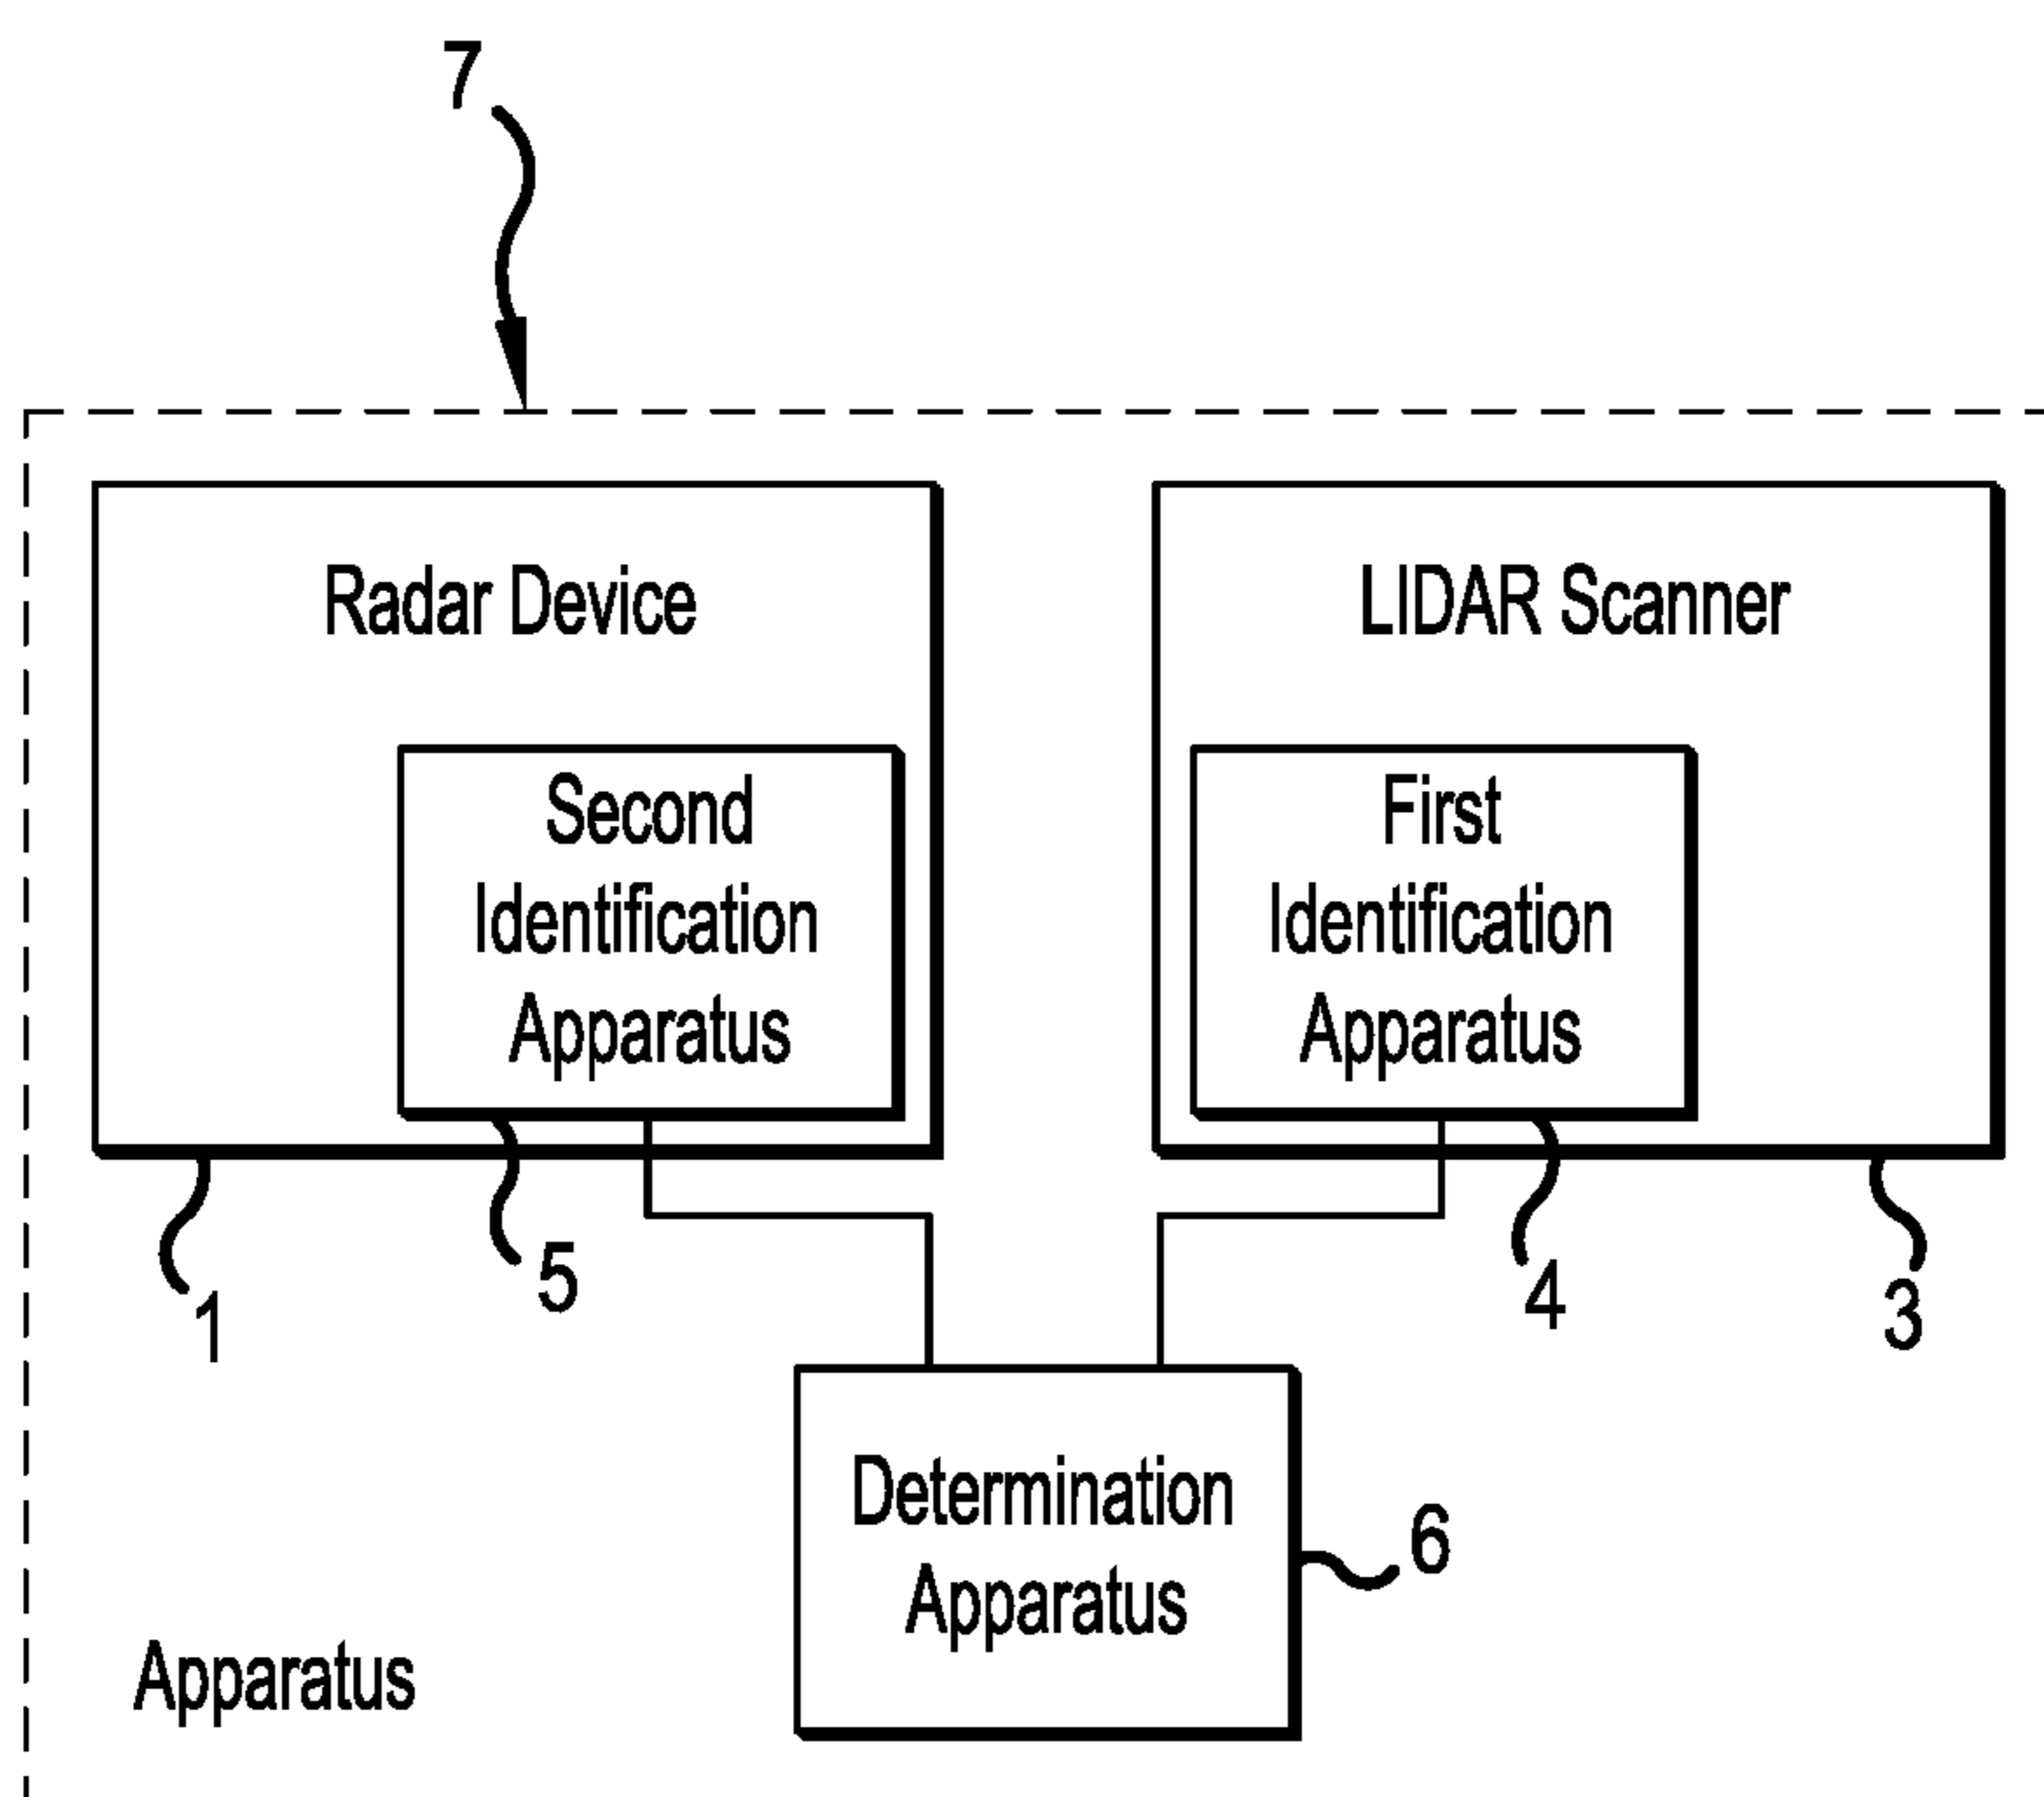 7
Radar Device
LIDAR Scanner
Second
Identification
Apparatus
First
Identification
Apparatus
1
5
4
3
Determination
Apparatus
6
Apparatus